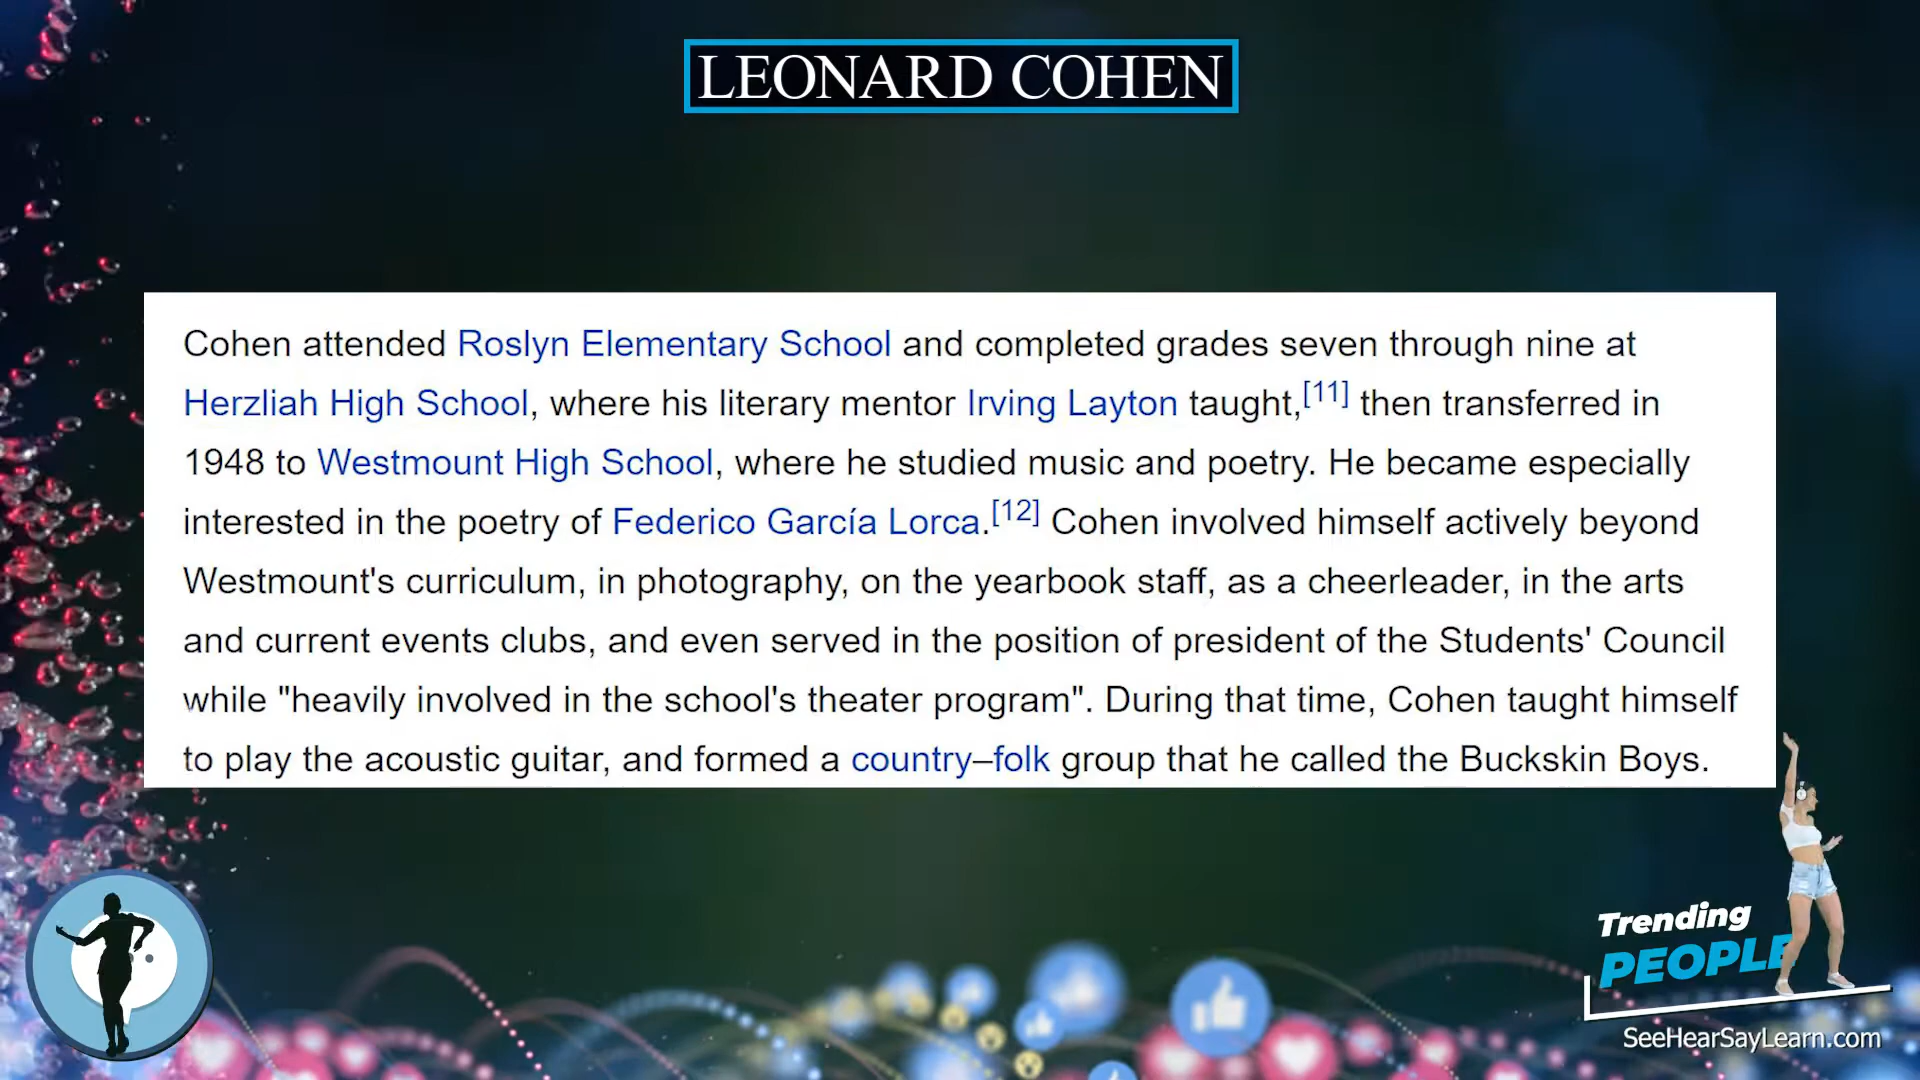 LEONARD COHEN
Cohen attended Roslyn Elementary School and completed grades seven through nine at
Herzliah High School, where his literary mentor Irving Layton taught,[11] then transferred in
1948 to Westmount High School, where he studied music and poetry. He became especially
interested in the poetry of Federico García Lorca.[12] Cohen involved himself actively beyond
Westmount's curriculum, in photography, on the yearbook staff, as a cheerleader, in the arts
and current events clubs, and even served in the position of president of the Students' Council
while "heavily involved in the school's theater program". During that time, Cohen taught himself
to play the acoustic guitar, and formed a country–folk group that he called the Buckskin Boys.
Trending
PEOPLE
SeeHearSayLearn.com